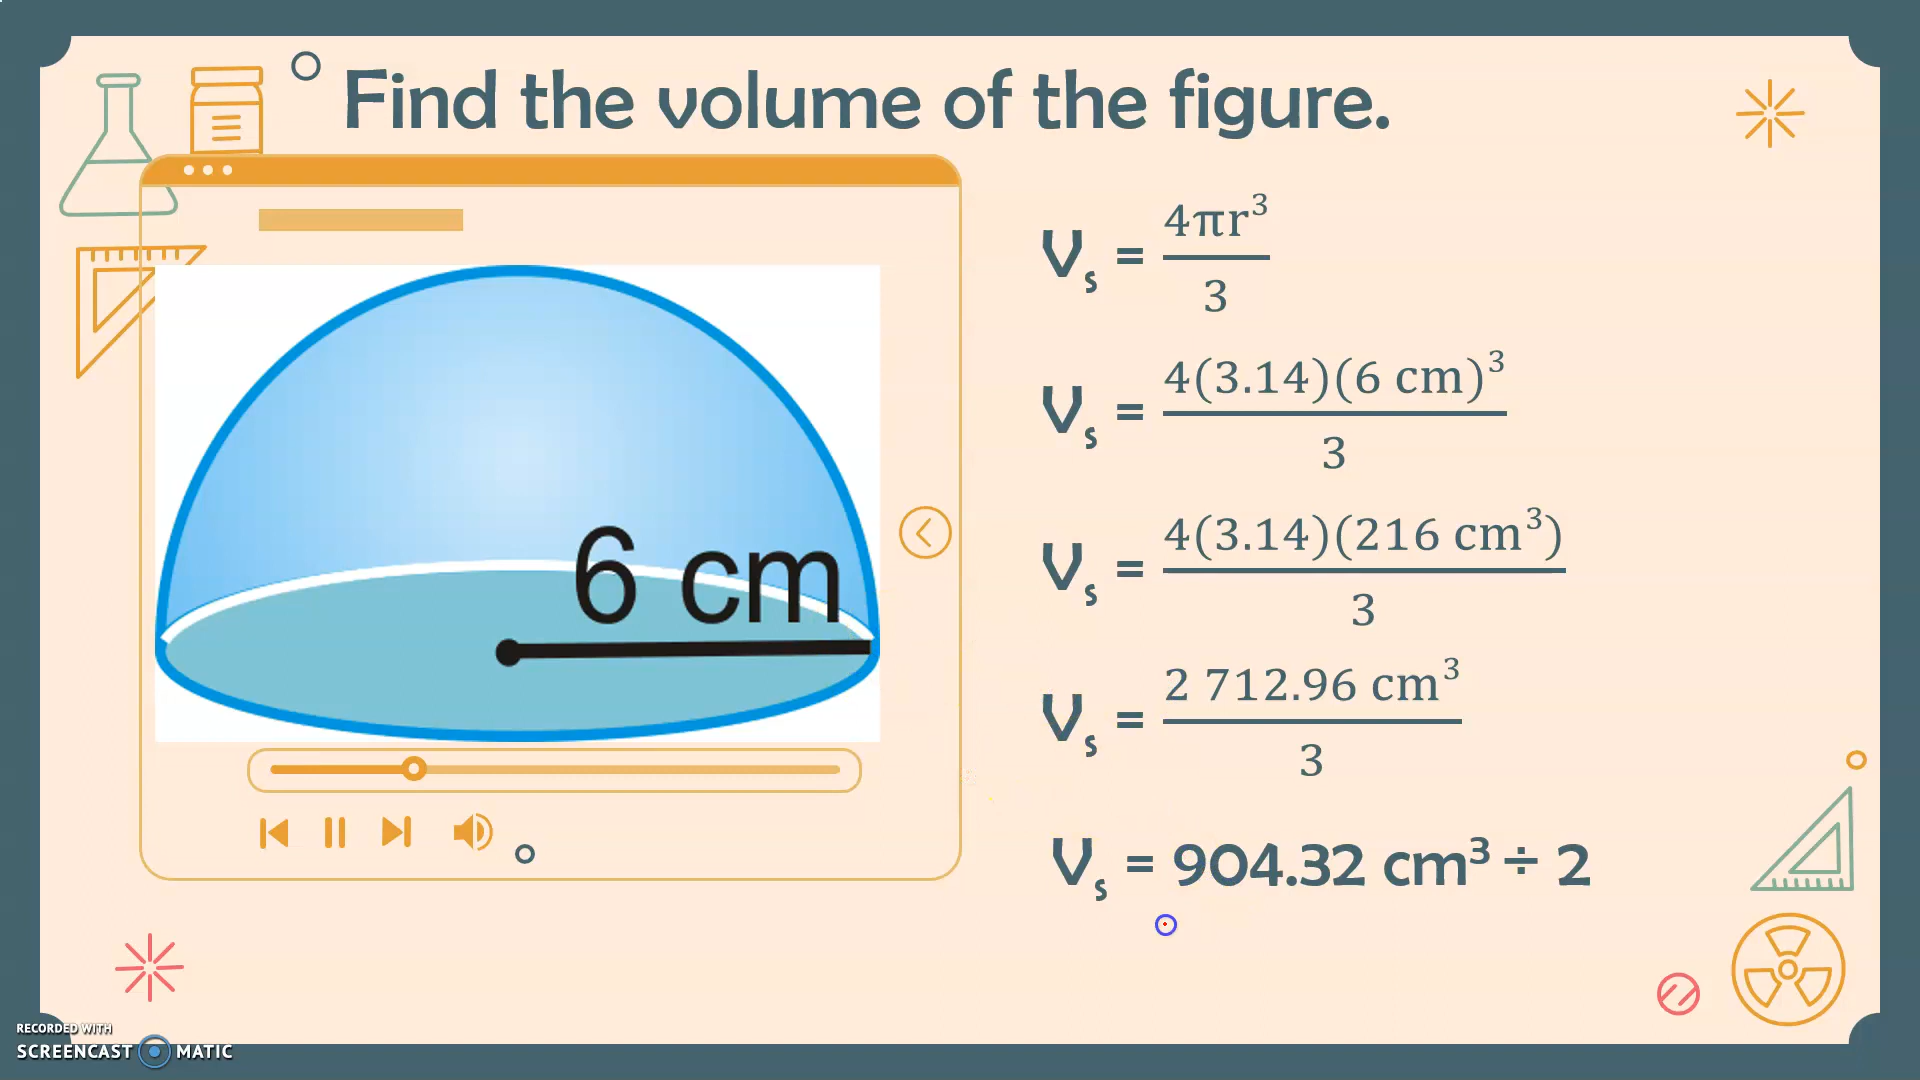 Find the volume of the figure.
6 cm
Vₛ = 4πr³/3
Vₛ = 4(3.14)(6 cm)³/3
Vₛ = 4(3.14)(216 cm³)/3
Vₛ = 2 712.96 cm³/3
Vₛ = 904.32 cm³ ÷ 2
RECORDED WITH
SCREENCAST MATIC